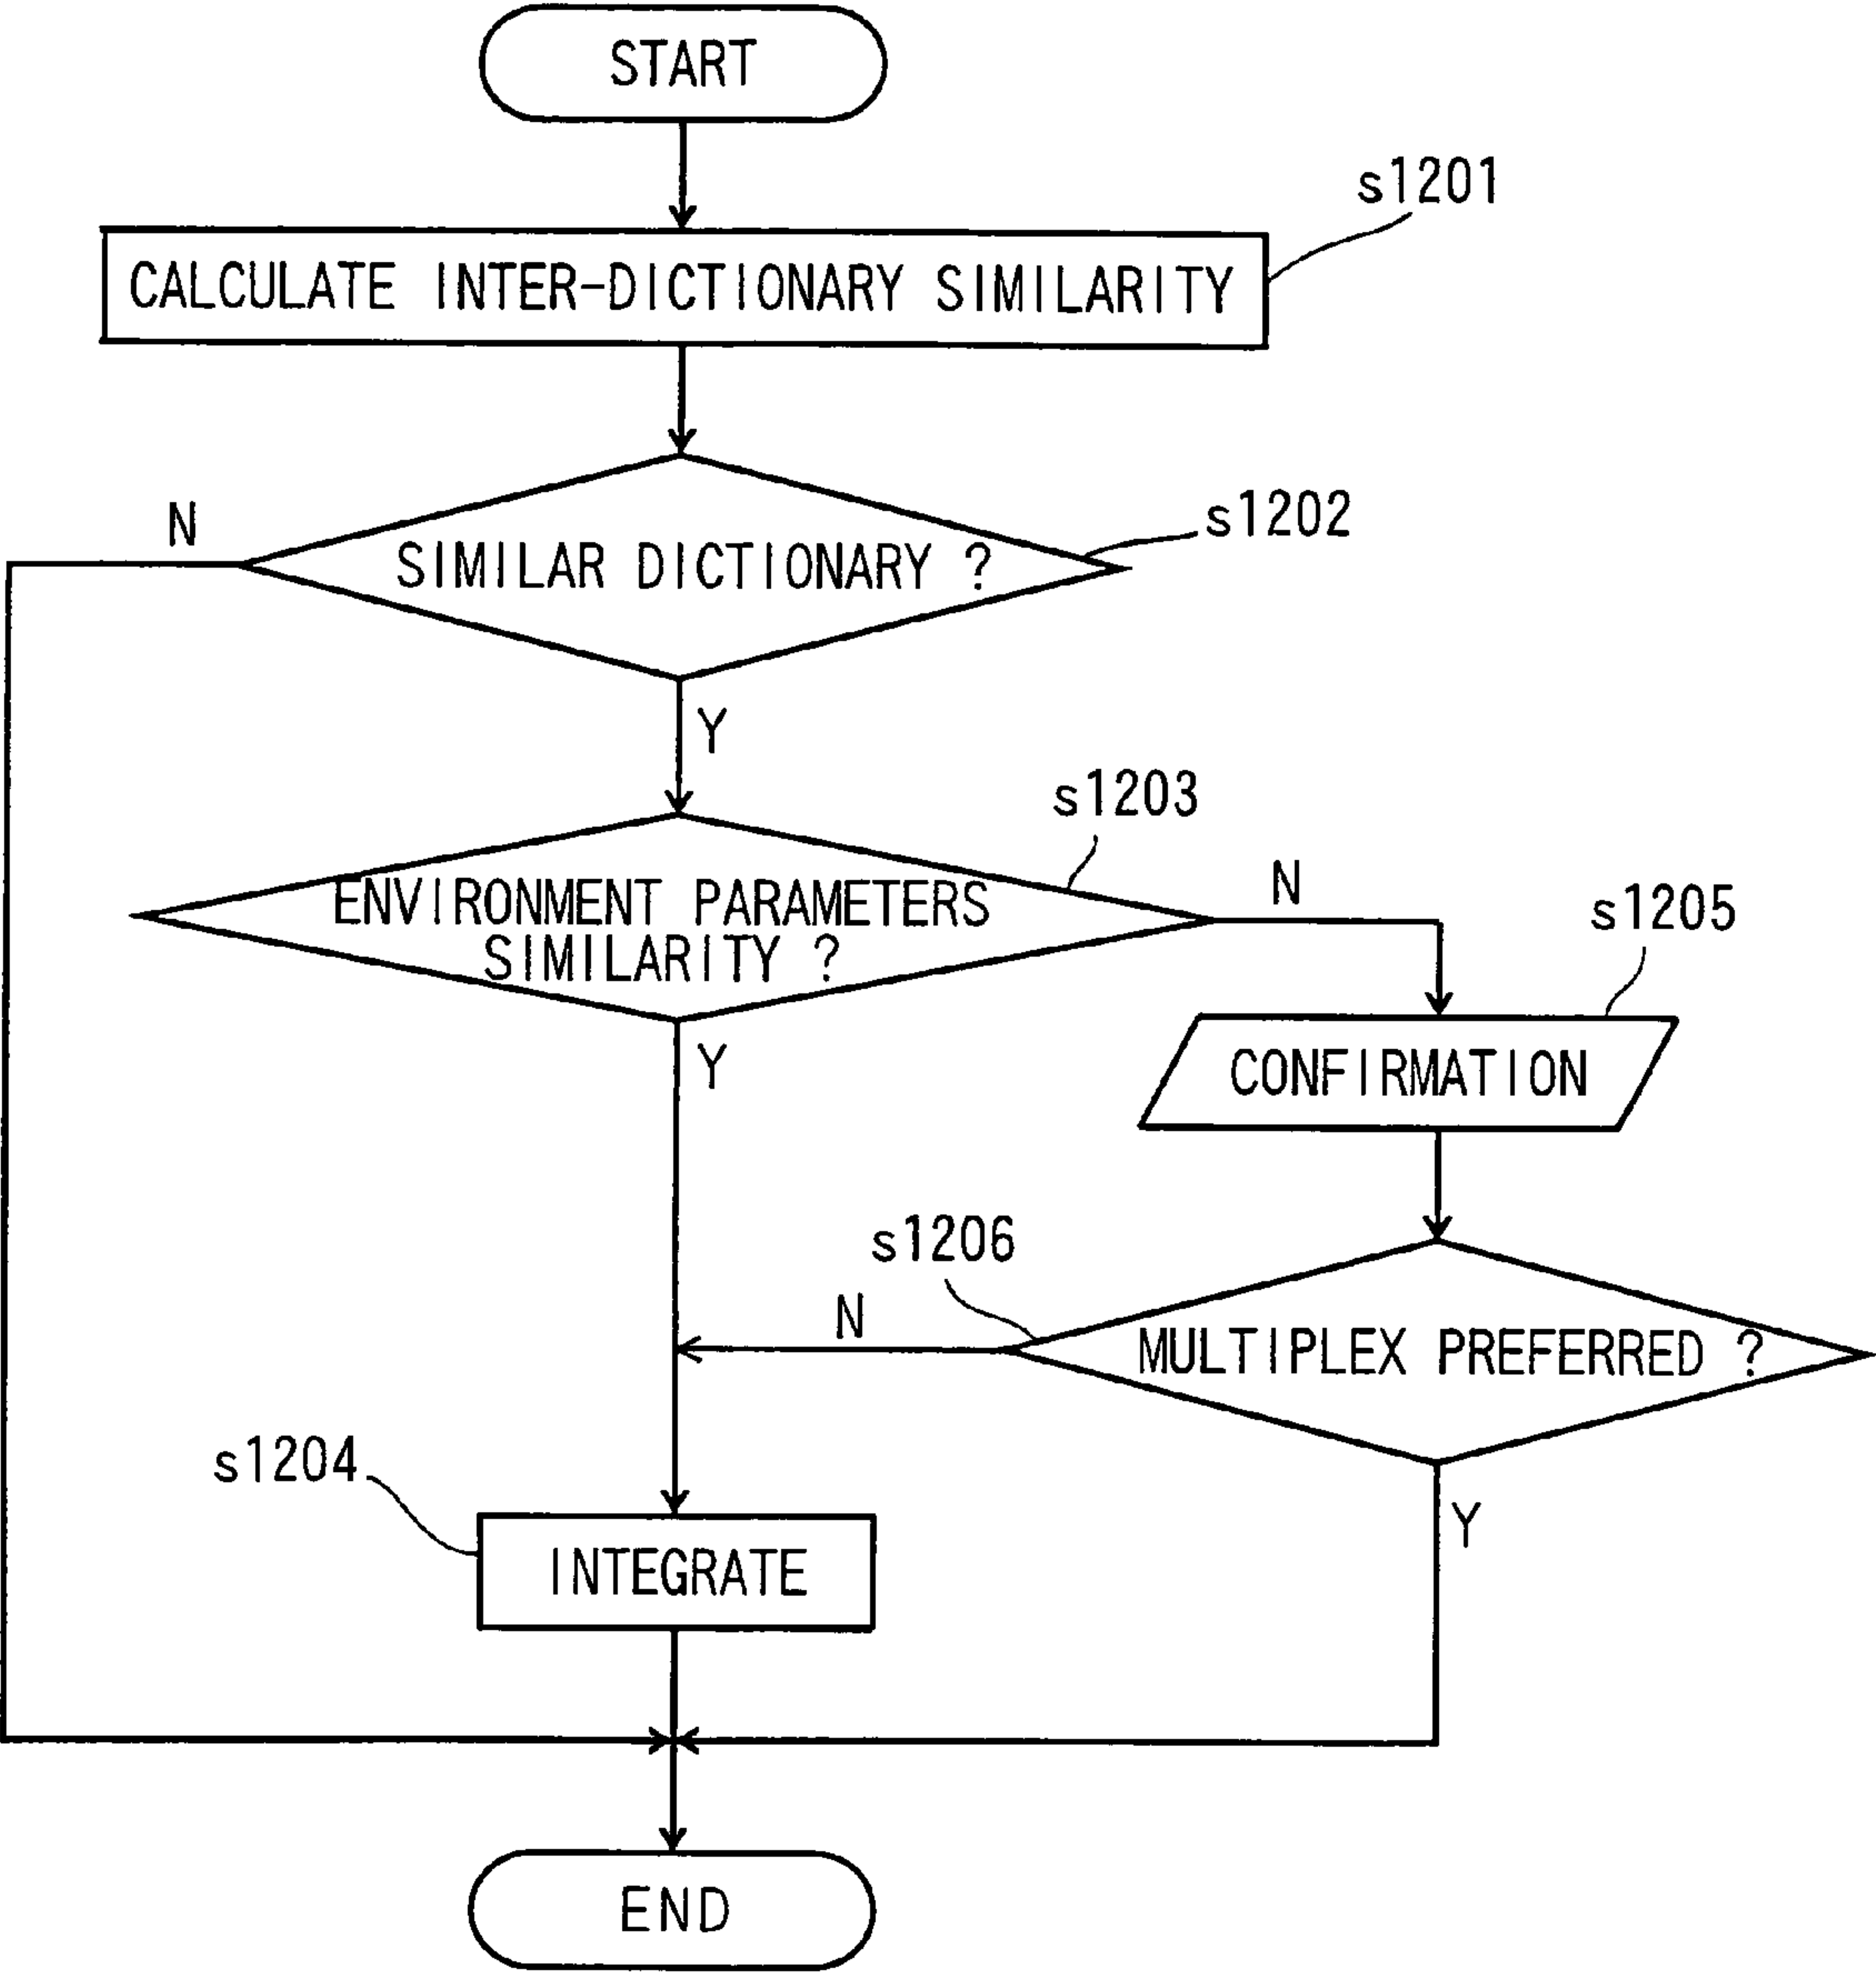 START
s1201
CALCULATE INTER-DICTIONARY SIMILARITY
N
s1202
SIMILAR DICTIONARY ?
Y
s1203
ENVIRONMENT PARAMETERS
SIMILARITY ?
N
s1205
Y
CONFIRMATION
s1206
N
MULTIPLEX PREFERRED ?
s1204
Y
INTEGRATE
END